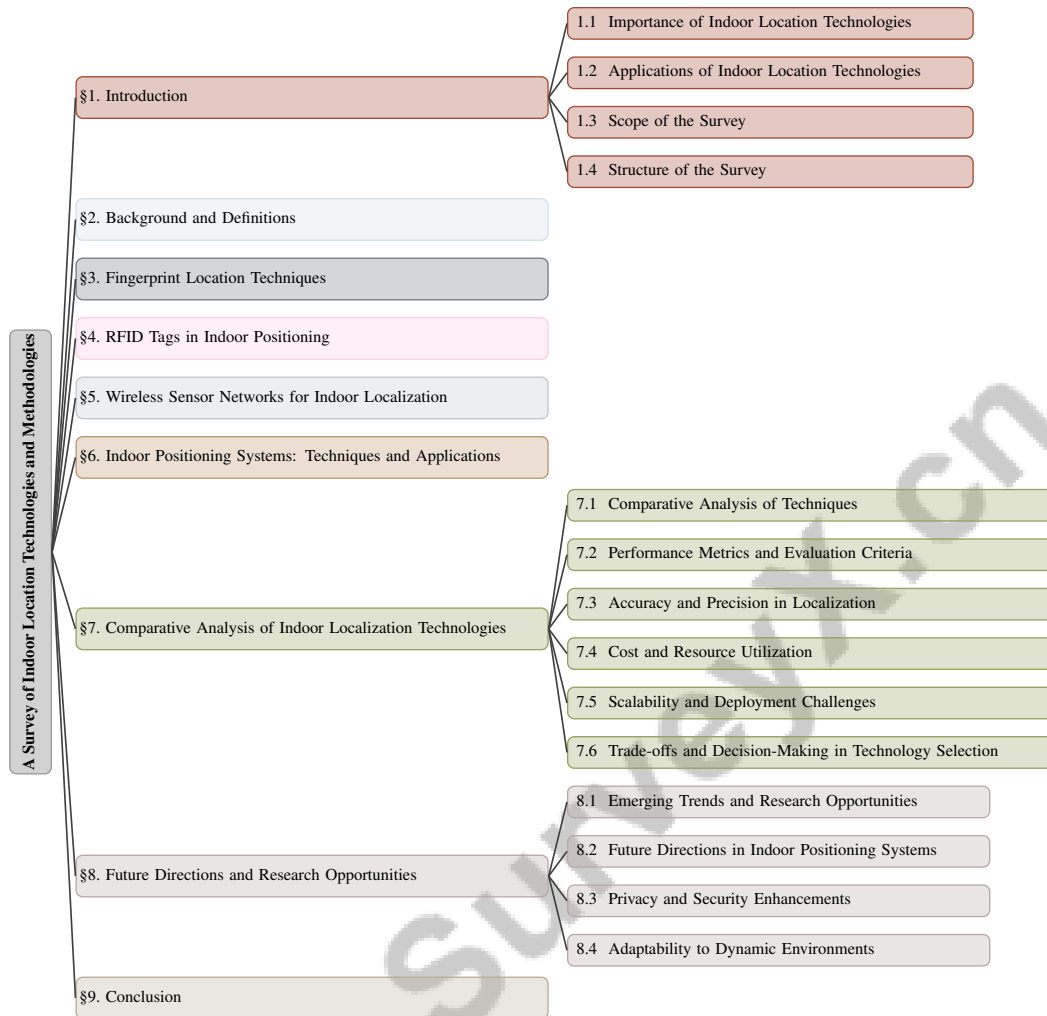 A Survey of Indoor Location Technologies and Methodologies
§1. Introduction
1.1 Importance of Indoor Location Technologies
1.2 Applications of Indoor Location Technologies
1.3 Scope of the Survey
1.4 Structure of the Survey
§2. Background and Definitions
§3. Fingerprint Location Techniques
§4. RFID Tags in Indoor Positioning
§5. Wireless Sensor Networks for Indoor Localization
§6. Indoor Positioning Systems: Techniques and Applications
§7. Comparative Analysis of Indoor Localization Technologies
7.1 Comparative Analysis of Techniques
7.2 Performance Metrics and Evaluation Criteria
7.3 Accuracy and Precision in Localization
7.4 Cost and Resource Utilization
7.5 Scalability and Deployment Challenges
7.6 Trade-offs and Decision-Making in Technology Selection
§8. Future Directions and Research Opportunities
8.1 Emerging Trends and Research Opportunities
8.2 Future Directions in Indoor Positioning Systems
8.3 Privacy and Security Enhancements
8.4 Adaptability to Dynamic Environments
§9. Conclusion
SurveyX.cn